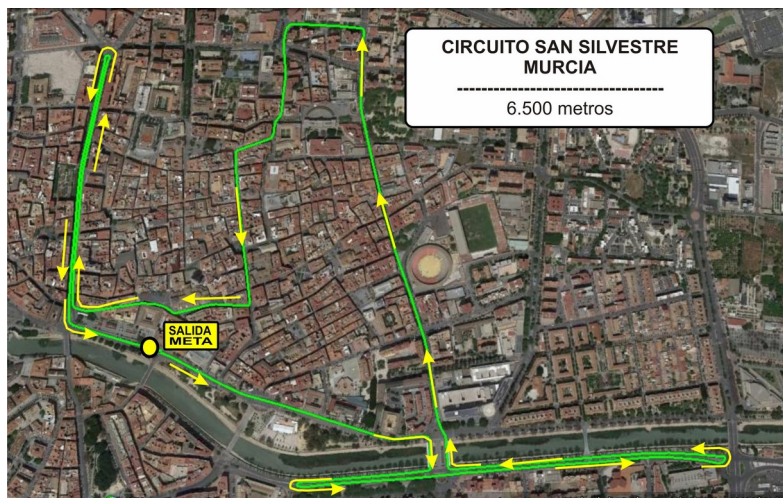 CIRCUITO SAN SILVESTRE
MURCIA
----------------------------------
6.500 metros
SALIDA
META